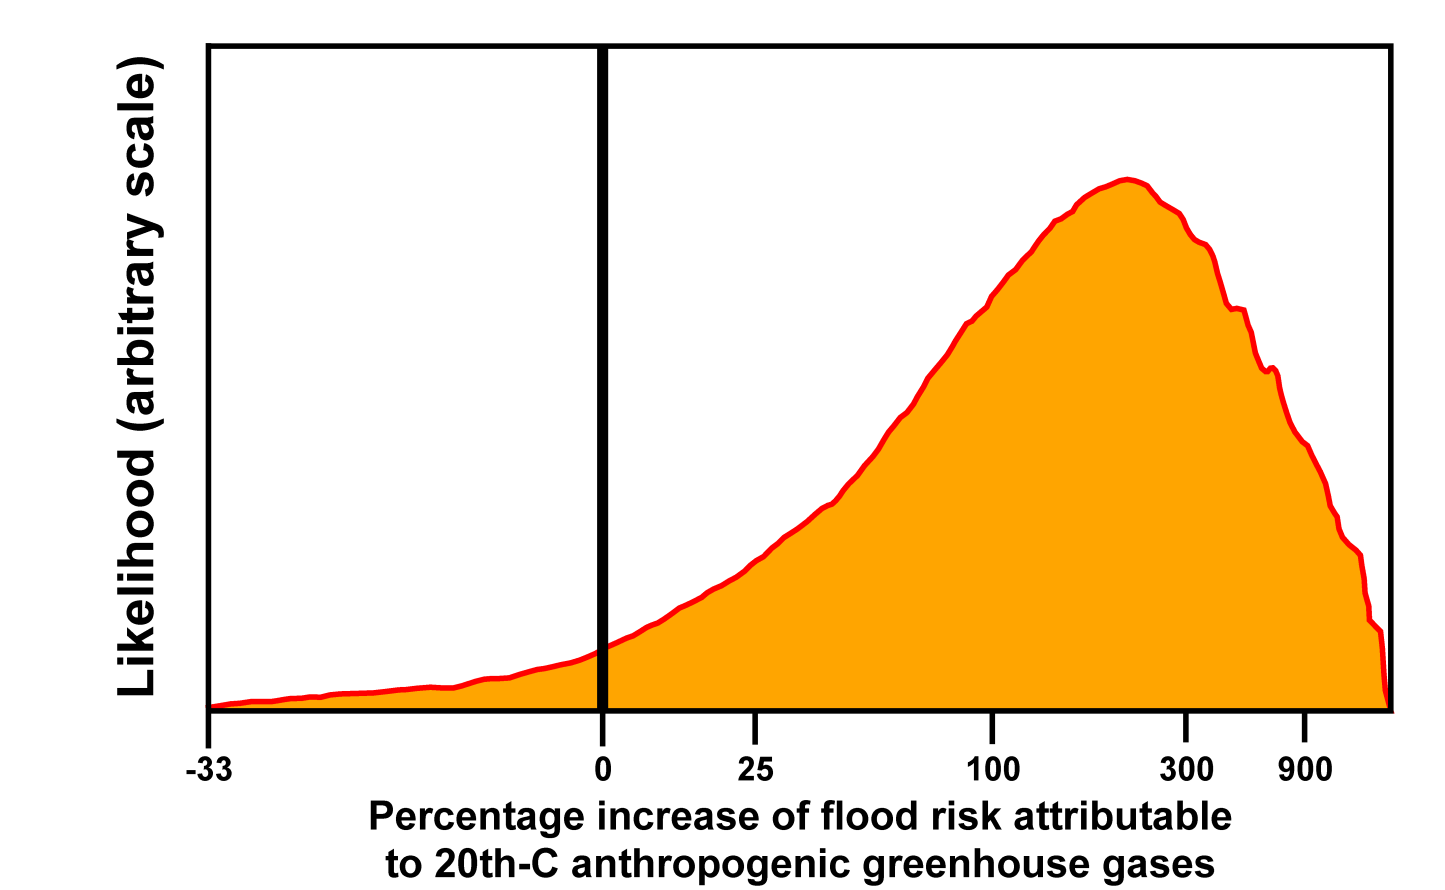 Likelihood (arbitrary scale)
-33 0 25 100 300 900
Percentage increase of flood risk attributable
to 20th-C anthropogenic greenhouse gases